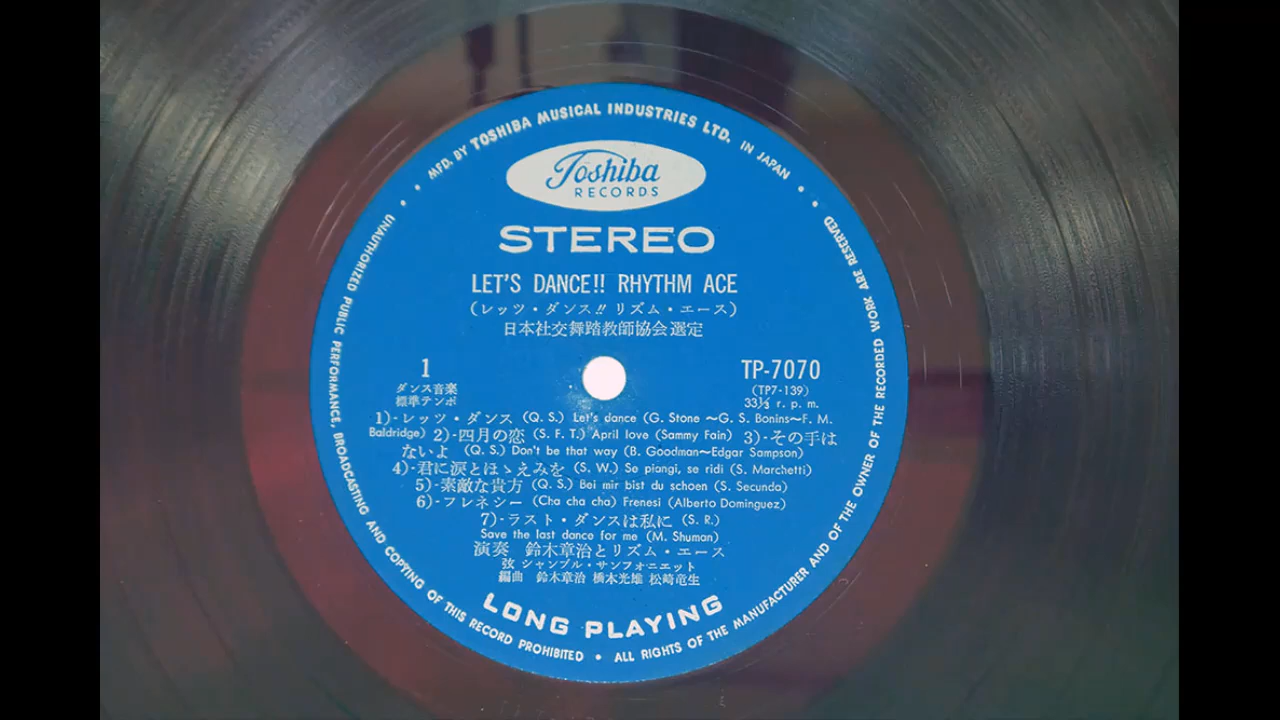 • MFD. BY TOSHIBA MUSICAL INDUSTRIES LTD. IN JAPAN •
Toshiba
RECORDS
STEREO
LET'S DANCE!! RHYTHM ACE
(レッツ・ダンス!! リズム・エース)
日本社交舞踏教師協会選定
1
ダンス音楽
標準テンポ
TP-7070
(TP7-139)
33⅓ r. p. m.
1)-レッツ・ダンス (Q. S.) Let's dance (G. Stone ~G. S. Bonins~F. M.
Baldridge) 2)-四月の恋 (S. F. T.) April love (Sammy Fain) 3)-その手は
ないよ (Q. S.) Don't be that way (B. Goodman~Edgar Sampson)
4)-君に涙とほゝえみを (S. W.) Se piangi, se ridi (S. Marchetti)
5)-素敵な貴方 (Q. S.) Bei mir bist du schoen (S. Secunda)
6)-フレネシー (Cha cha cha) Frenesi (Alberto Dominguez)
7)-ラスト・ダンスは私に (S. R.)
Save the last dance for me (M. Shuman)
演奏 鈴木章治とリズム・エース
弦 シャンブル・サンフォニエット
編曲 鈴木章治 橋本光雄 松崎竜生
LONG PLAYING
• ALL RIGHTS OF THE MANUFACTURER AND OF THE OWNER OF THE RECORDED WORK ARE RESERVED •
• UNAUTHORIZED PUBLIC PERFORMANCE, BROADCASTING AND COPYING OF THIS RECORD PROHIBITED